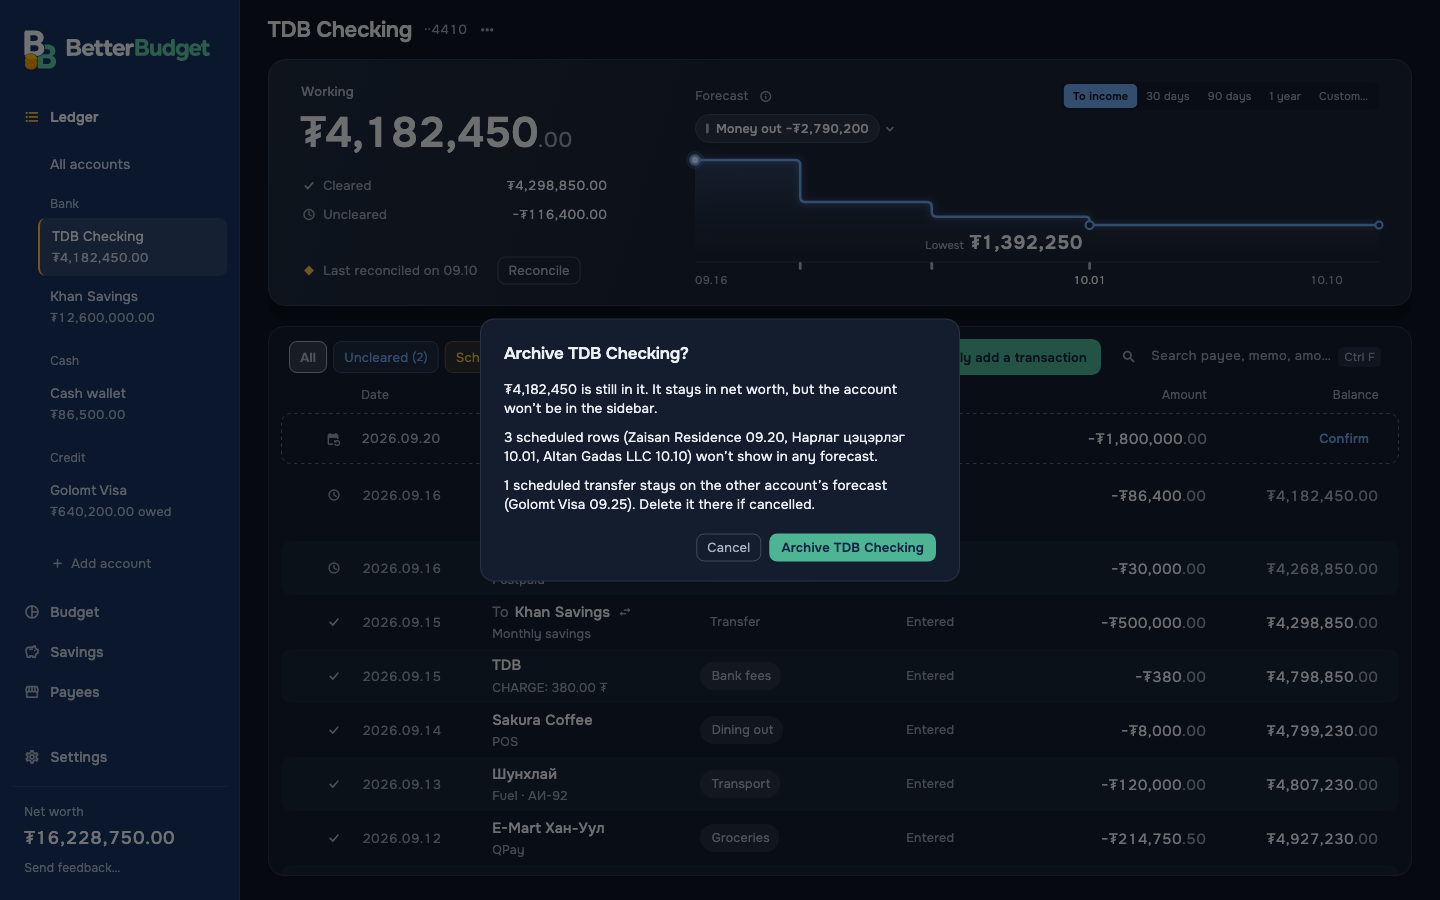 BetterBudget
Ledger
All accounts
Bank
TDB Checking
₮4,182,450.00
Khan Savings
₮12,600,000.00
Cash
Cash wallet
₮86,500.00
Credit
Golomt Visa
₮640,200.00 owed
+ Add account
Budget
Savings
Payees
Settings
Net worth
₮16,228,750.00
Send feedback...
TDB Checking ··4410 •••
Working
₮4,182,450.00
Cleared ₮4,298,850.00
Uncleared -₮116,400.00
Last reconciled on 09.10 Reconcile
Forecast To income 30 days 90 days 1 year Custom...
Money out -₮2,790,200
Lowest ₮1,392,250
09.16 10.01 10.10
All Uncleared (2) Sch ly add a transaction Search payee, memo, amo... Ctrl F
Date Amount Balance
2026.09.20 -₮1,800,000.00 Confirm
2026.09.16 -₮86,400.00 ₮4,182,450.00
2026.09.16 -₮30,000.00 ₮4,268,850.00
Postpaid
Archive TDB Checking?
₮4,182,450 is still in it. It stays in net worth, but the account
won't be in the sidebar.
3 scheduled rows (Zaisan Residence 09.20, Нарлаг цэцэрлэг
10.01, Altan Gadas LLC 10.10) won't show in any forecast.
1 scheduled transfer stays on the other account's forecast
(Golomt Visa 09.25). Delete it there if cancelled.
Cancel Archive TDB Checking
2026.09.15 To Khan Savings Transfer Entered -₮500,000.00 ₮4,298,850.00
Monthly savings
2026.09.15 TDB Bank fees Entered -₮380.00 ₮4,798,850.00
CHARGE: 380.00 ₮
2026.09.14 Sakura Coffee Dining out Entered -₮8,000.00 ₮4,799,230.00
POS
2026.09.13 Шунхлай Transport Entered -₮120,000.00 ₮4,807,230.00
Fuel · АИ-92
2026.09.12 E-Mart Хан-Уул Groceries Entered -₮214,750.50 ₮4,927,230.00
QPay